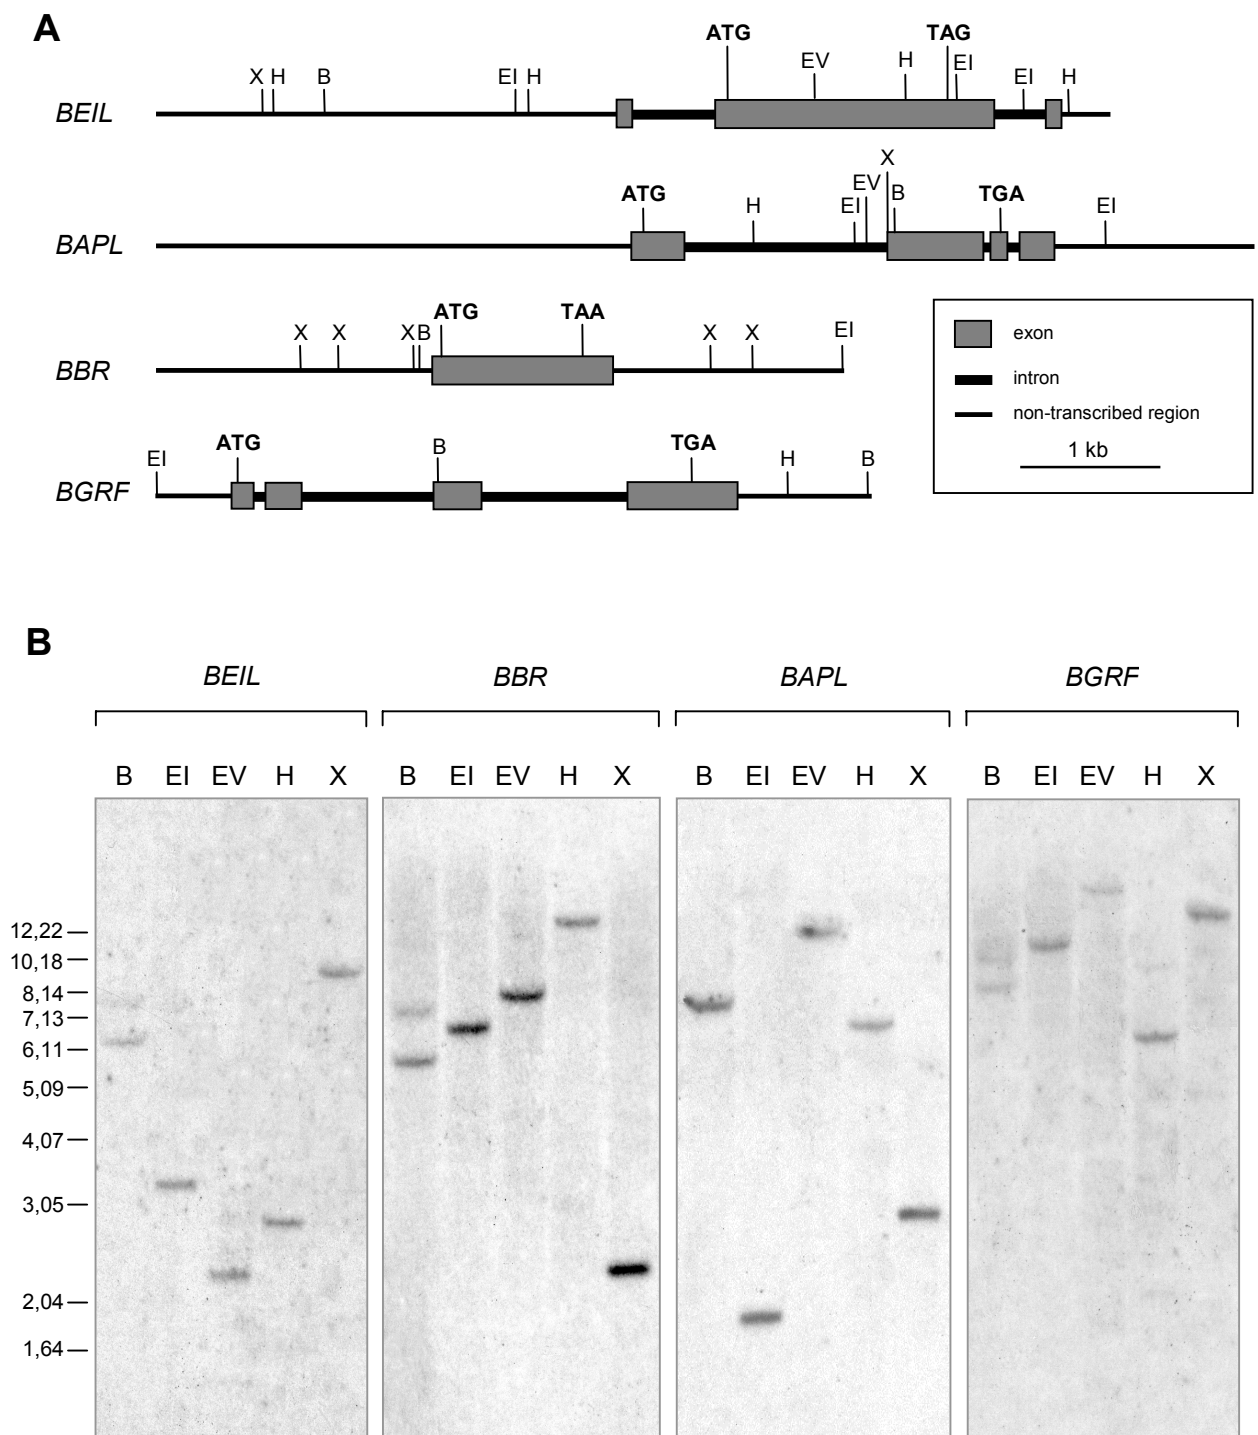 A
ATG TAG
X H B EI H EV H EI EI H
BEIL
X
ATG H EI EV B TGA EI
BAPL
X X X B ATG TAA X X EI
BBR
exon
intron
non-transcribed region
1 kb
EI ATG B TGA H B
BGRF
B
BEIL BBR BAPL BGRF
B EI EV H X B EI EV H X B EI EV H X B EI EV H X
12,22
10,18
8,14
7,13
6,11
5,09
4,07
3,05
2,04
1,64